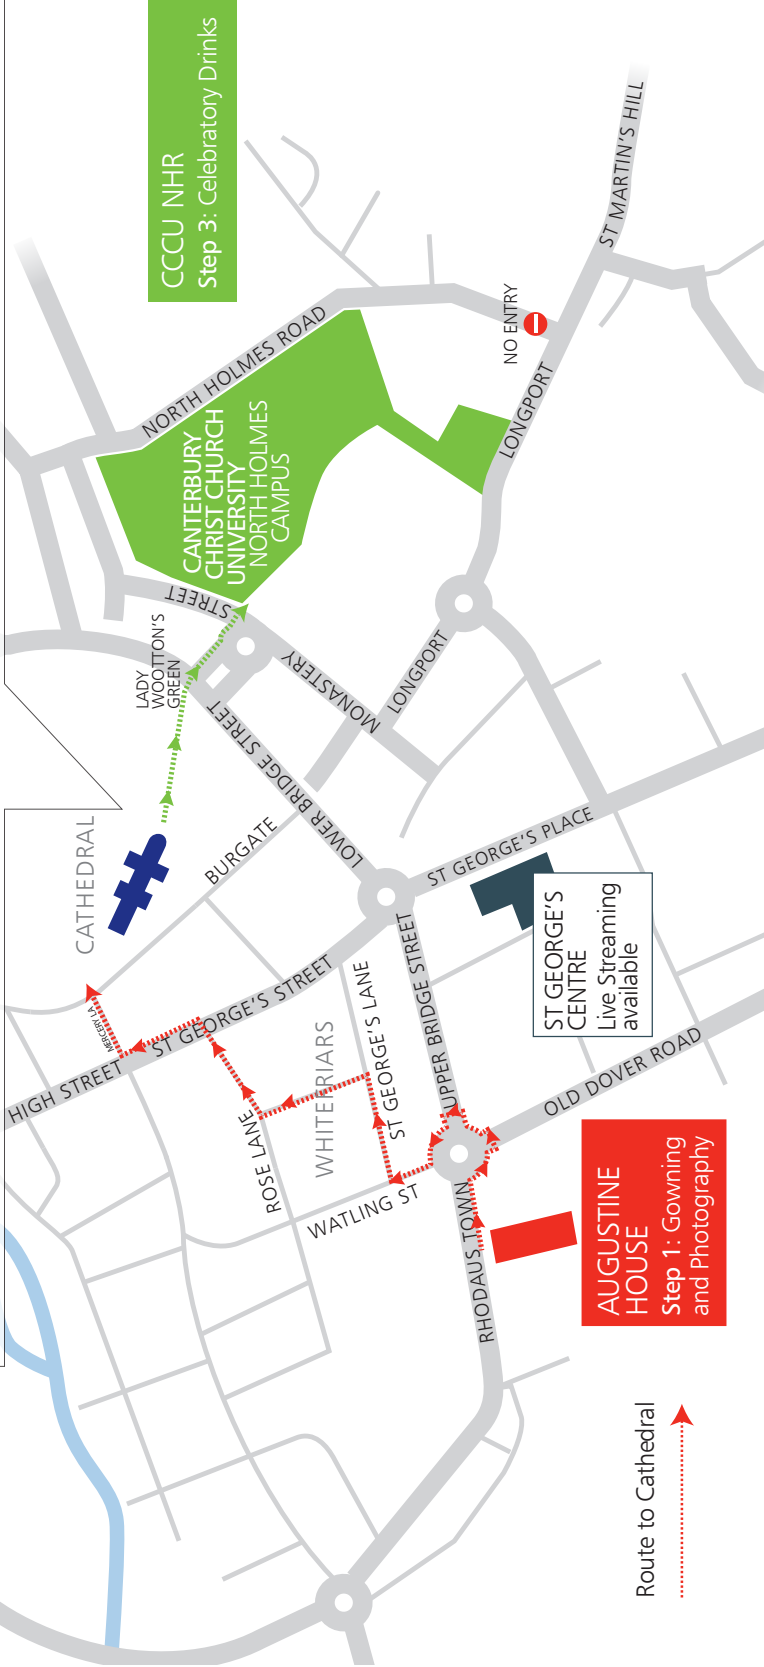 CCCU NHR
Step 3: Celebratory Drinks
ST MARTIN'S HILL
NO ENTRY
NORTH HOLMES ROAD
LONGPORT
CANTERBURY
CHRIST CHURCH
UNIVERSITY
NORTH HOLMES
CAMPUS
LADY
WOOTTON'S
GREEN
MONASTERY
STREET
LONGPORT
LOWER BRIDGE STREET
BURGATE
CATHEDRAL
ST GEORGE'S PLACE
ST GEORGE'S
CENTRE
Live Streaming
available
MERCERY LA
HIGH STREET
ST GEORGE'S STREET
ST GEORGE'S LANE
UPPER BRIDGE STREET
WHITEFRIARS
ROSE LANE
WATLING ST
OLD DOVER ROAD
RHODAUS TOWN
AUGUSTINE
HOUSE
Step 1: Gowning
and Photography
Route to Cathedral